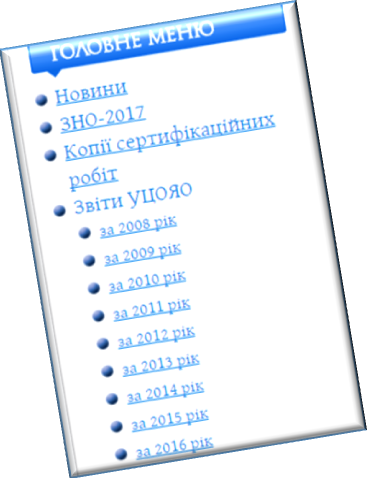 ГОЛОВНЕ МЕНЮ
Новини
ЗНО-2017
Копії сертифікаційних
робіт
Звіти УЦОЯО
за 2008 рік
за 2009 рік
за 2010 рік
за 2011 рік
за 2012 рік
за 2013 рік
за 2014 рік
за 2015 рік
за 2016 рік